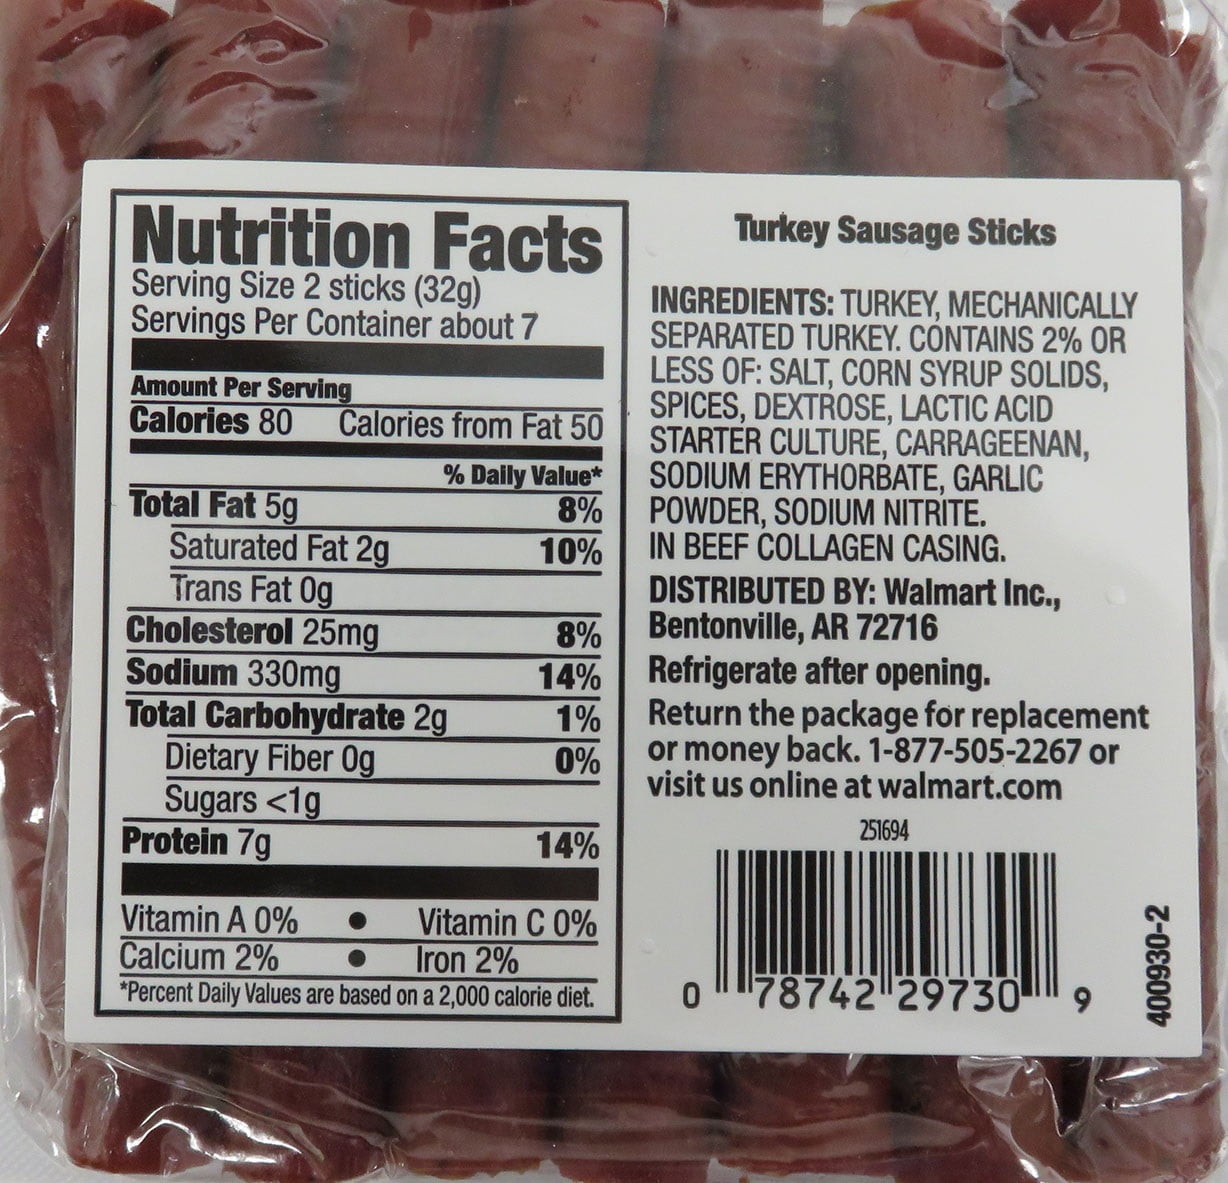 Nutrition Facts
Serving Size 2 sticks (32g)
Servings Per Container about 7
Amount Per Serving
Calories 80 Calories from Fat 50
% Daily Value*
Total Fat 5g 8%
Saturated Fat 2g 10%
Trans Fat 0g
Cholesterol 25mg 8%
Sodium 330mg 14%
Total Carbohydrate 2g 1%
Dietary Fiber 0g 0%
Sugars <1g
Protein 7g 14%
Vitamin A 0% • Vitamin C 0%
Calcium 2% • Iron 2%
*Percent Daily Values are based on a 2,000 calorie diet.
Turkey Sausage Sticks
INGREDIENTS: TURKEY, MECHANICALLY
SEPARATED TURKEY. CONTAINS 2% OR
LESS OF: SALT, CORN SYRUP SOLIDS,
SPICES, DEXTROSE, LACTIC ACID
STARTER CULTURE, CARRAGEENAN,
SODIUM ERYTHORBATE, GARLIC
POWDER, SODIUM NITRITE.
IN BEEF COLLAGEN CASING.
DISTRIBUTED BY: Walmart Inc.,
Bentonville, AR 72716
Refrigerate after opening.
Return the package for replacement
or money back. 1-877-505-2267 or
visit us online at walmart.com
251694
0 78742 29730 9
400930-2